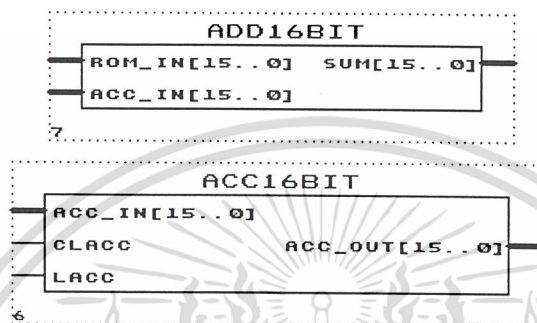 ADD16BIT
ROM_IN[15..0] SUM[15..0]
ACC_IN[15..0]
7
ACC16BIT
ACC_IN[15..0]
CLACC ACC_OUT[15..0]
LACC
6